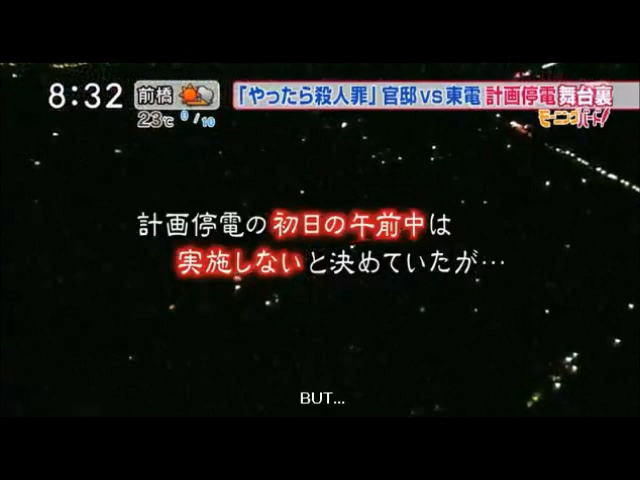 8:32 前橋 「やったら殺人罪」官邸vs東電 計画停電舞台裏
23℃ 0/10 モーニングバード!
計画停電の初日の午前中は
実施しないと決めていたが…
BUT...